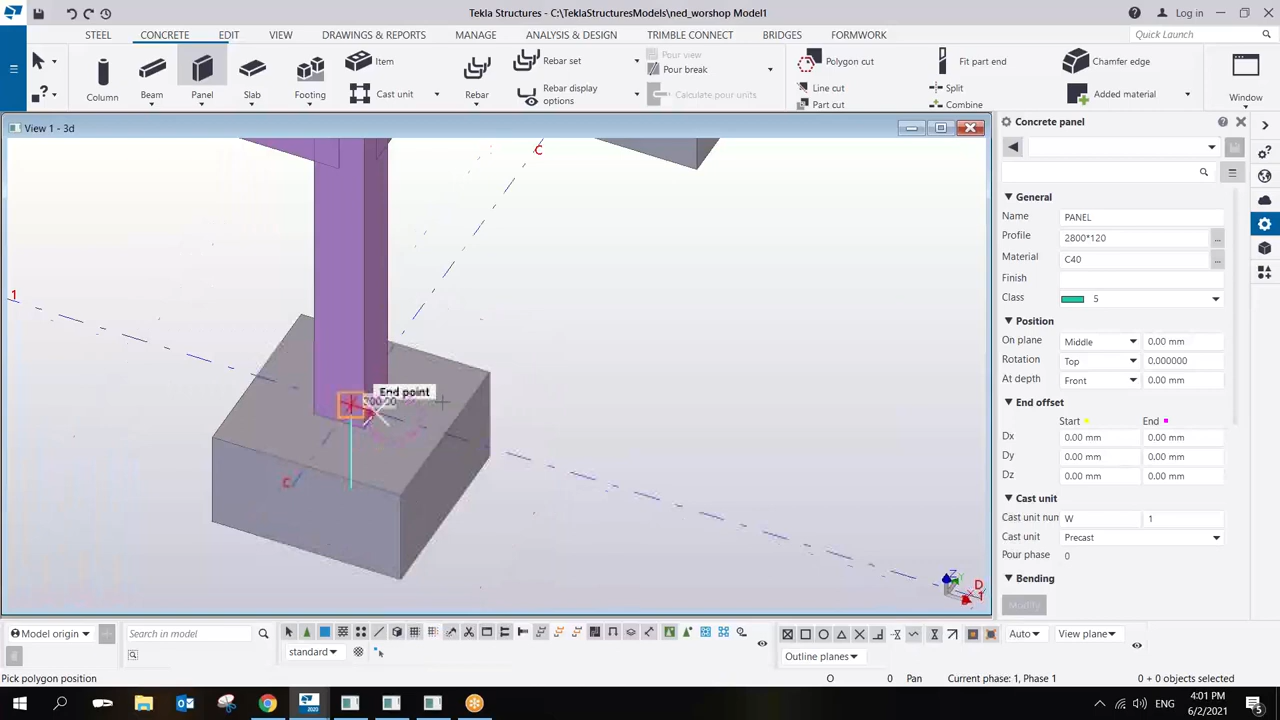 Tekla Structures - C:\TeklaStructuresModels\ned_workshop Model1
Log in
STEEL CONCRETE EDIT VIEW DRAWINGS & REPORTS MANAGE ANALYSIS & DESIGN TRIMBLE CONNECT BRIDGES FORMWORK
Quick Launch
Column
Beam
Panel
Slab
Footing
Item
Cast unit
Rebar
Rebar set
Rebar display
options
Pour view
Pour break
Calculate pour units
Polygon cut
Line cut
Part cut
Fit part end
Split
Combine
Chamfer edge
Added material
Window
View 1 - 3d
C
1
End point
200.00
C
Z
D
1
Concrete panel
General
Name PANEL
Profile 2800*120 ...
Material C40 ...
Finish
Class 5
Position
On plane Middle 0.00 mm
Rotation Top 0.000000
At depth Front 0.00 mm
End offset
Start End
Dx 0.00 mm 0.00 mm
Dy 0.00 mm 0.00 mm
Dz 0.00 mm 0.00 mm
Cast unit
Cast unit num W 1
Cast unit Precast
Pour phase 0
Bending
Modify
Model origin
Search in model
standard
Auto
View plane
Outline planes
Pick polygon position
O 0 Pan Current phase: 1, Phase 1 0 + 0 objects selected
2020
ENG
4:01 PM
6/2/2021
5